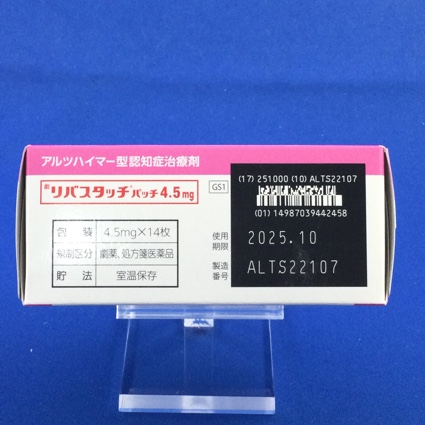 アルツハイマー型認知症治療剤
リバスタッチ®パッチ4.5mg
GS1
(17) 251000 (10) ALTS22107
(01) 14987039442458
包装 4.5mg×14枚
規制区分 劇薬、処方箋医薬品
貯法 室温保存
使用期限 2025.10
製造番号 ALTS22107